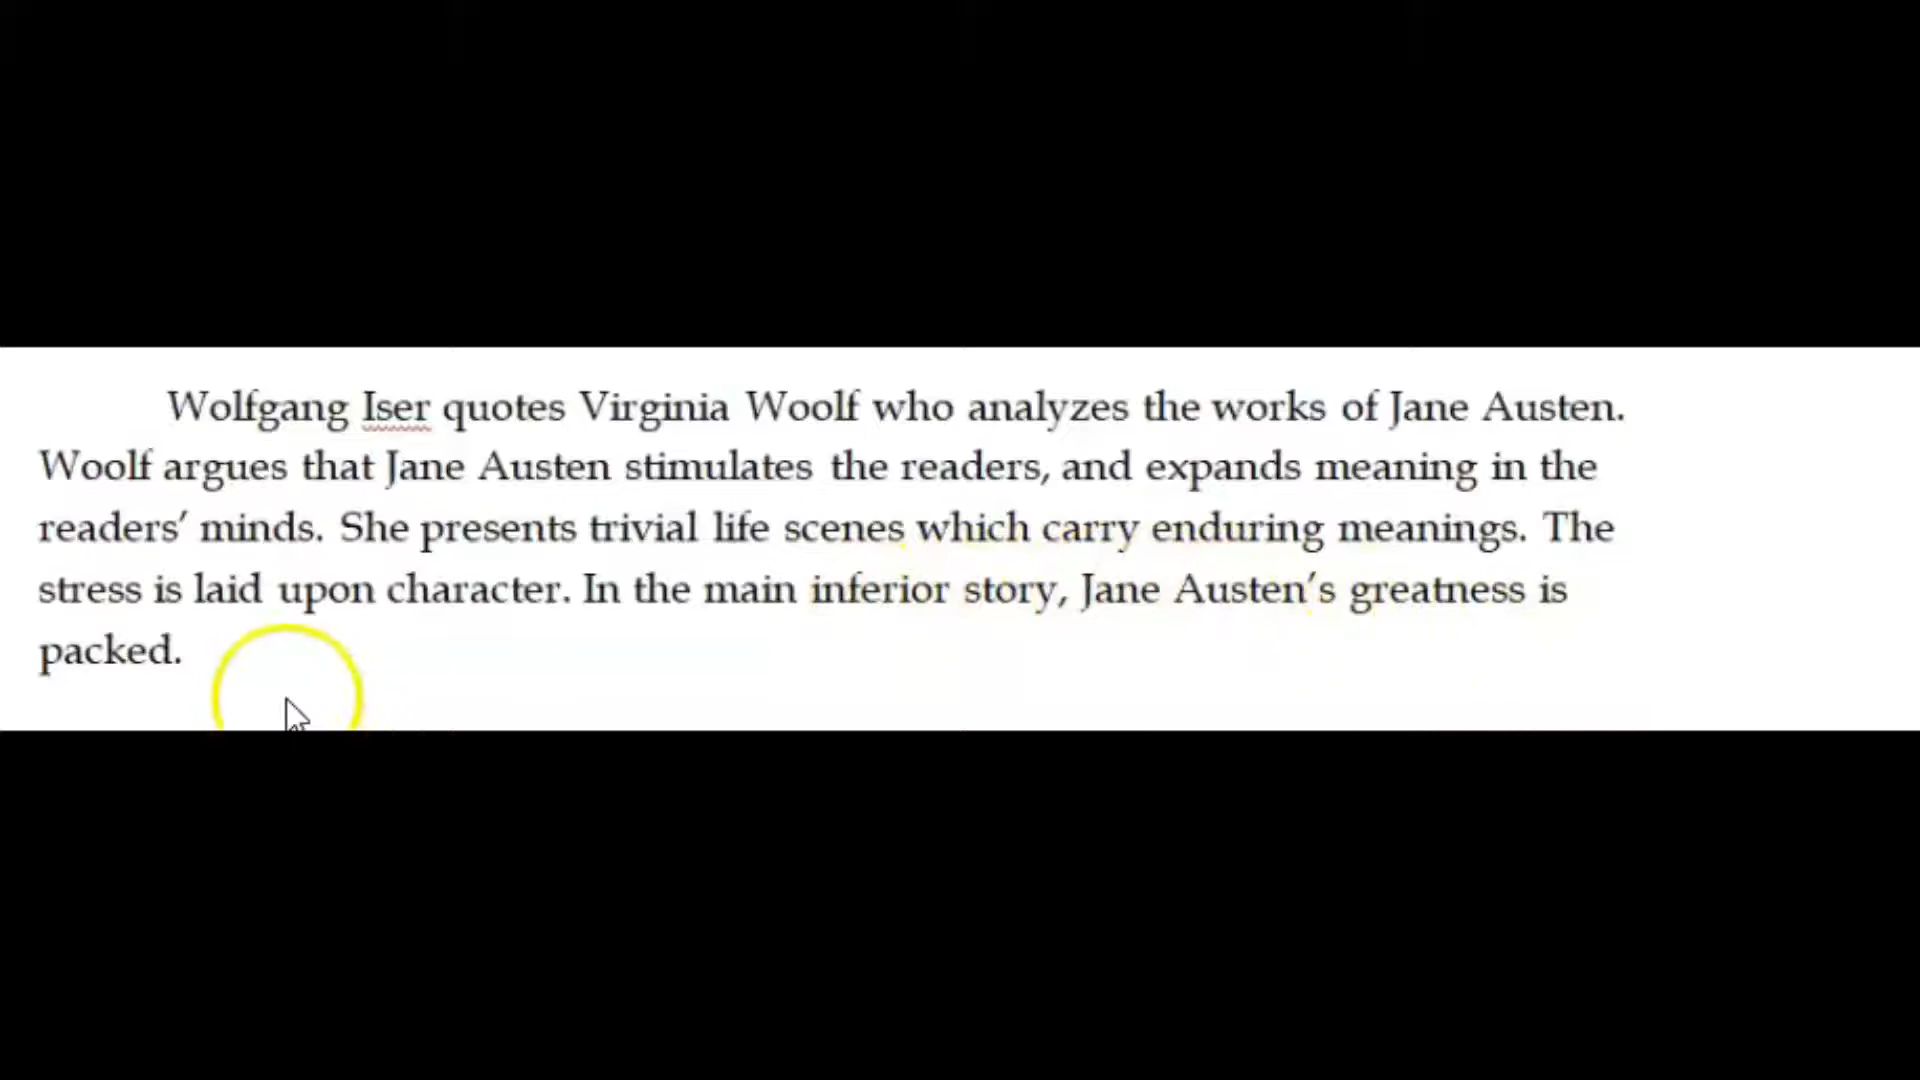 Wolfgang Iser quotes Virginia Woolf who analyzes the works of Jane Austen.
Woolf argues that Jane Austen stimulates the readers, and expands meaning in the
readers’ minds. She presents trivial life scenes which carry enduring meanings. The
stress is laid upon character. In the main inferior story, Jane Austen’s greatness is
packed.